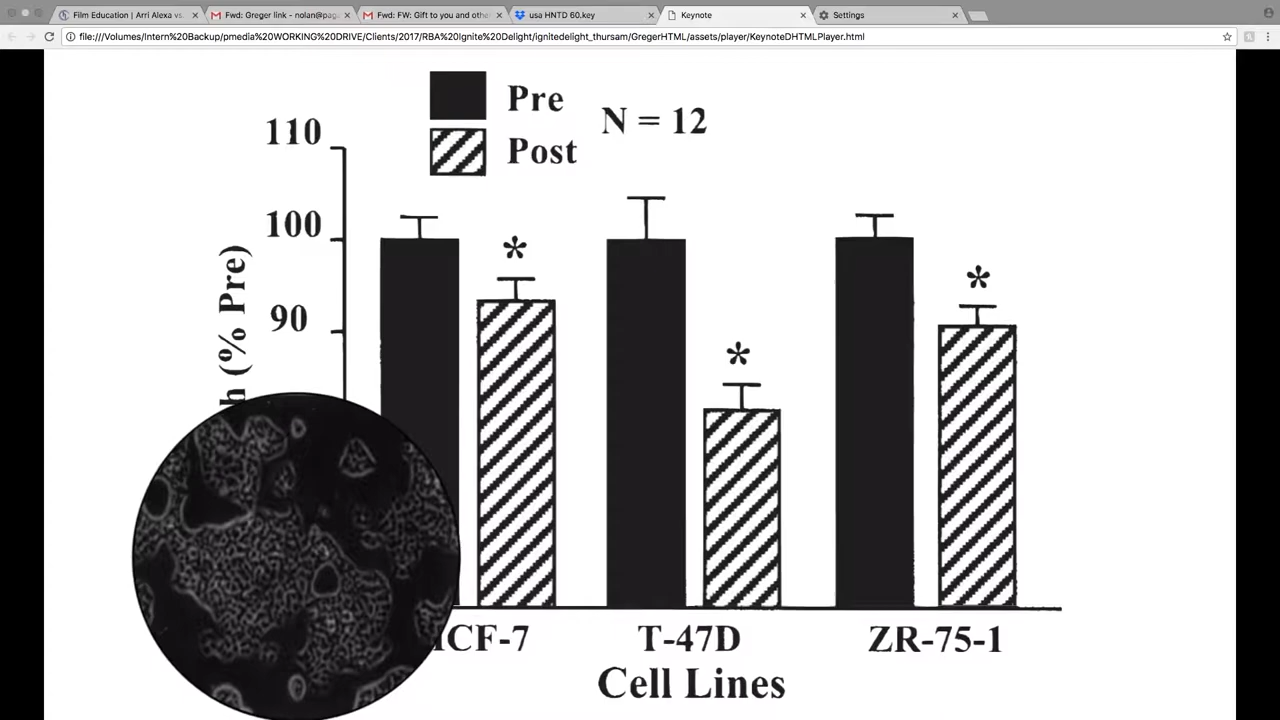 Film Education | Arri Alexa vs.
Fwd: Greger link - nolan@pag
Fwd: FW: Gift to you and othe
usa HNTD 60.key
Keynote
Settings
file:///Volumes/Intern%20Backup/pmedia%20WORKING%20DRIVE/Clients/2017/RBA%20Ignite%20Delight/ignitedelight_thursam/GregerHTML/assets/player/KeynoteDHTMLPlayer.html
Pre
Post
N = 12
110
100
90
h (% Pre)
*
*
*
CF-7
T-47D
ZR-75-1
Cell Lines